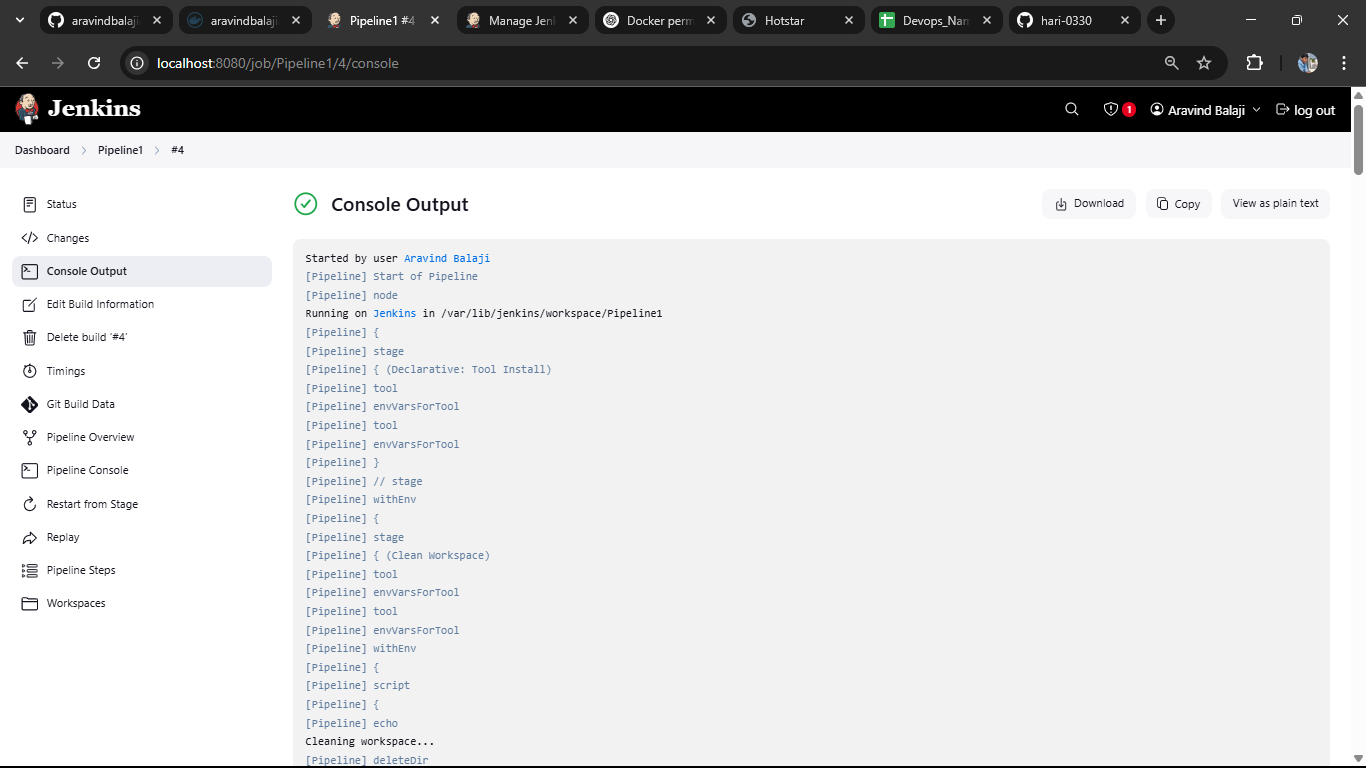 aravindbalaji
aravindbalaji
Pipeline1 #4
Manage Jen
Docker perm
Hotstar
Devops_Nam
hari-0330
localhost:8080/job/Pipeline1/4/console
Jenkins
1
Aravind Balaji
log out
Dashboard
Pipeline1
#4
Status
Changes
Console Output
Edit Build Information
Delete build '#4'
Timings
Git Build Data
Pipeline Overview
Pipeline Console
Restart from Stage
Replay
Pipeline Steps
Workspaces
Console Output
Download
Copy
View as plain text
Started by user Aravind Balaji
[Pipeline] Start of Pipeline
[Pipeline] node
Running on Jenkins in /var/lib/jenkins/workspace/Pipeline1
[Pipeline] {
[Pipeline] stage
[Pipeline] { (Declarative: Tool Install)
[Pipeline] tool
[Pipeline] envVarsForTool
[Pipeline] tool
[Pipeline] envVarsForTool
[Pipeline] }
[Pipeline] // stage
[Pipeline] withEnv
[Pipeline] {
[Pipeline] stage
[Pipeline] { (Clean Workspace)
[Pipeline] tool
[Pipeline] envVarsForTool
[Pipeline] tool
[Pipeline] envVarsForTool
[Pipeline] withEnv
[Pipeline] {
[Pipeline] script
[Pipeline] {
[Pipeline] echo
Cleaning workspace...
[Pipeline] deleteDir